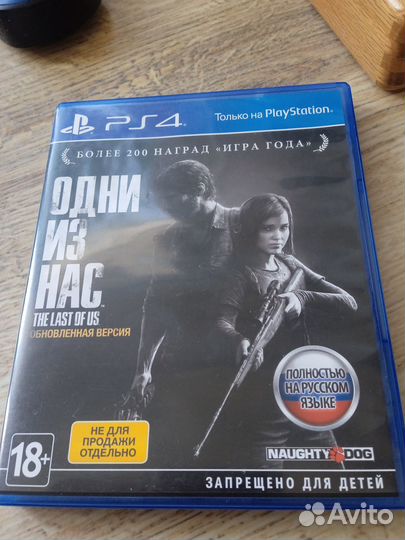 PS4
Только на PlayStation®
БОЛЕЕ 200 НАГРАД «ИГРА ГОДА»
ОДНИ
ИЗ
НАС
THE LAST OF US
ОБНОВЛЕННАЯ ВЕРСИЯ
ПОЛНОСТЬЮ
НА РУССКОМ
ЯЗЫКЕ
НЕ ДЛЯ
ПРОДАЖИ
ОТДЕЛЬНО
18+
NAUGHTY DOG
ЗАПРЕЩЕНО ДЛЯ ДЕТЕЙ
Avito